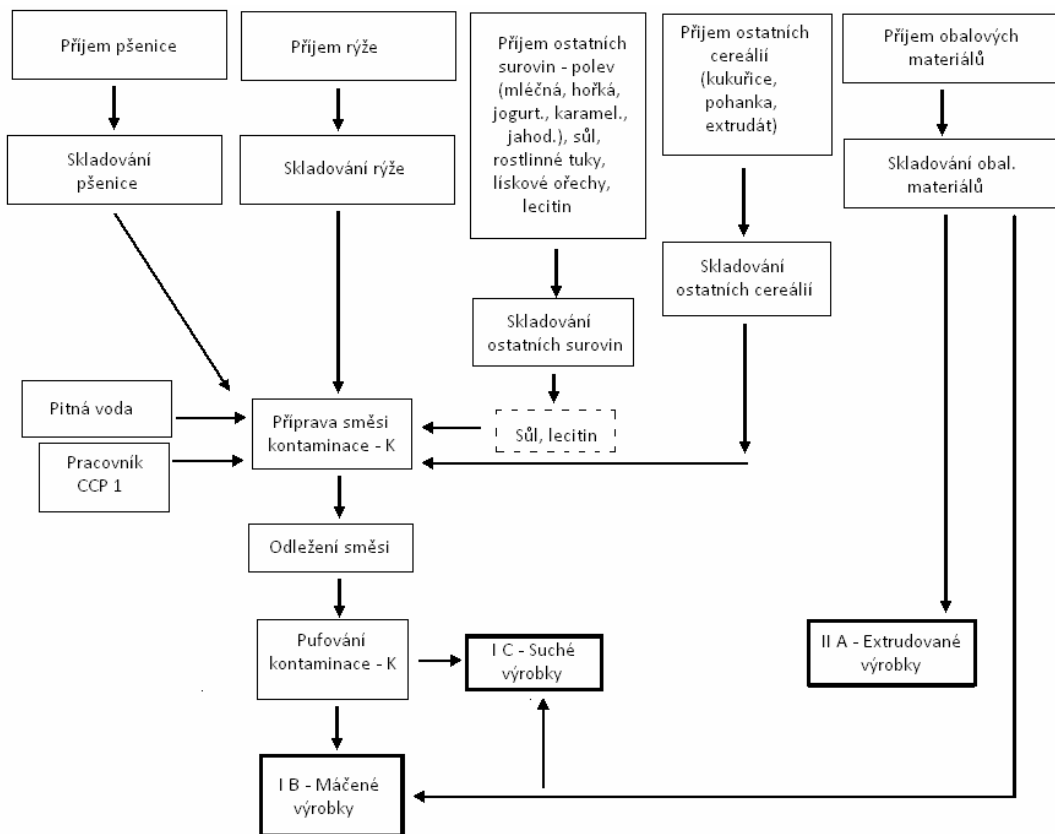 Příjem pšenice
Příjem rýže
Příjem ostatních
surovin - polev
(mléčná, hořká,
jogurt., karamel.,
jahod.), sůl,
rostlinné tuky,
lískové ořechy,
lecitin
Příjem ostatních
cereálií
(kukuřice,
pohanka,
extrudát)
Příjem obalových
materiálů
Skladování
pšenice
Skladování rýže
Skladování obal.
materiálů
Skladování
ostatních cereálií
Skladování
ostatních surovin
Pitná voda
Příprava směsi
kontaminace - K
Sůl, lecitin
Pracovník
CCP 1
Odležení směsi
Pufování
kontaminace - K
I C - Suché
výrobky
II A - Extrudované
výrobky
I B - Máčené
výrobky